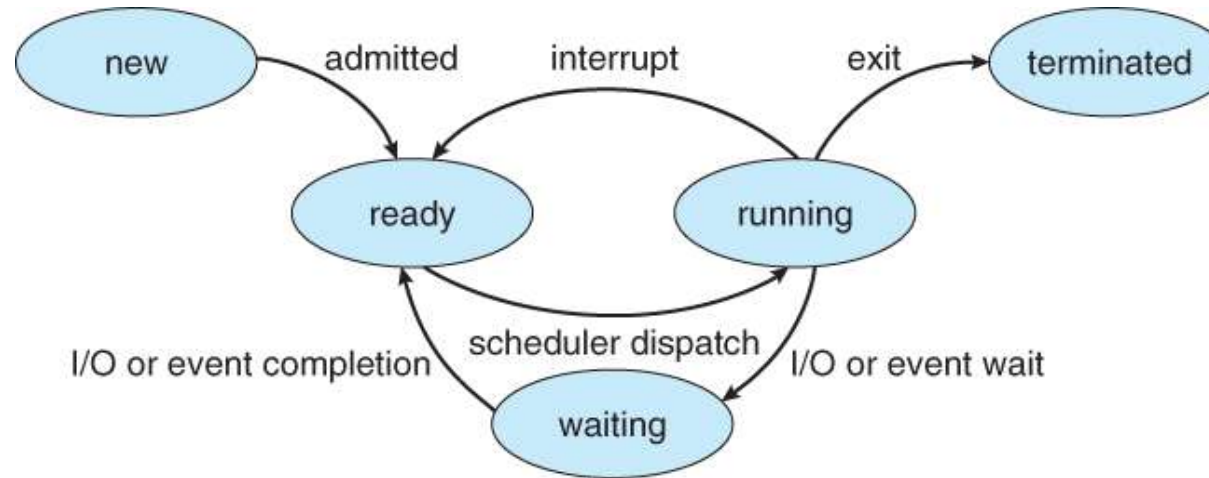 new
admitted
interrupt
exit
terminated
ready
running
I/O or event completion
scheduler dispatch
I/O or event wait
waiting